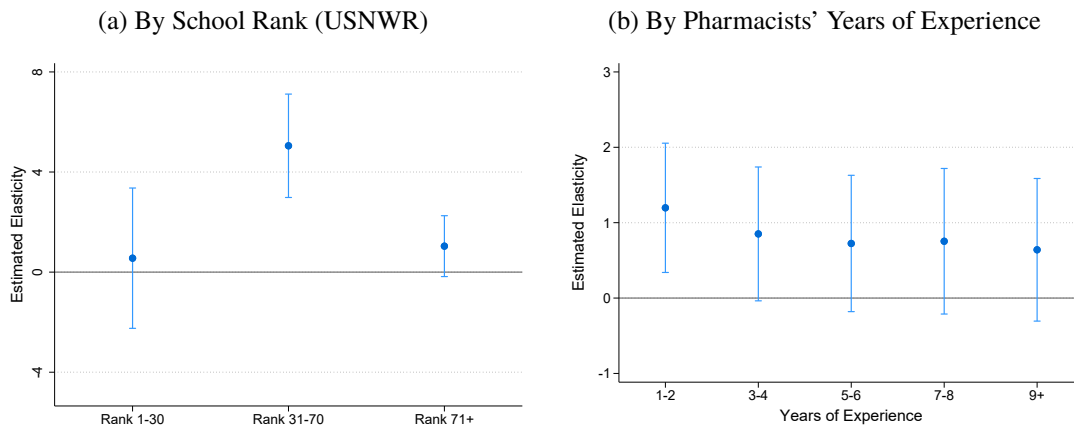 (a) By School Rank (USNWR)
8
4
0
-4
Estimated Elasticity
Rank 1-30
Rank 31-70
Rank 71+
(b) By Pharmacists' Years of Experience
3
2
1
0
-1
Estimated Elasticity
1-2
3-4
5-6
7-8
9+
Years of Experience